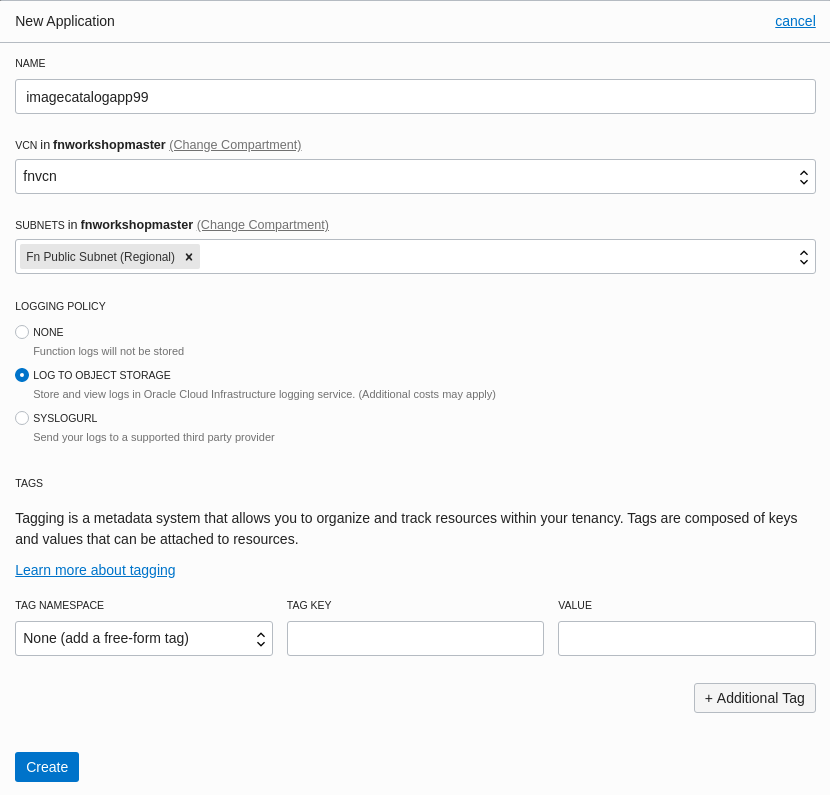 New Application cancel
NAME
imagecatalogapp99
VCN in fnworkshopmaster (Change Compartment)
fnvcn
SUBNETS in fnworkshopmaster (Change Compartment)
Fn Public Subnet (Regional) ×
LOGGING POLICY
NONE
Function logs will not be stored
LOG TO OBJECT STORAGE
Store and view logs in Oracle Cloud Infrastructure logging service. (Additional costs may apply)
SYSLOGURL
Send your logs to a supported third party provider
TAGS
Tagging is a metadata system that allows you to organize and track resources within your tenancy. Tags are composed of keys
and values that can be attached to resources.
Learn more about tagging
TAG NAMESPACE TAG KEY VALUE
None (add a free-form tag)
+ Additional Tag
Create